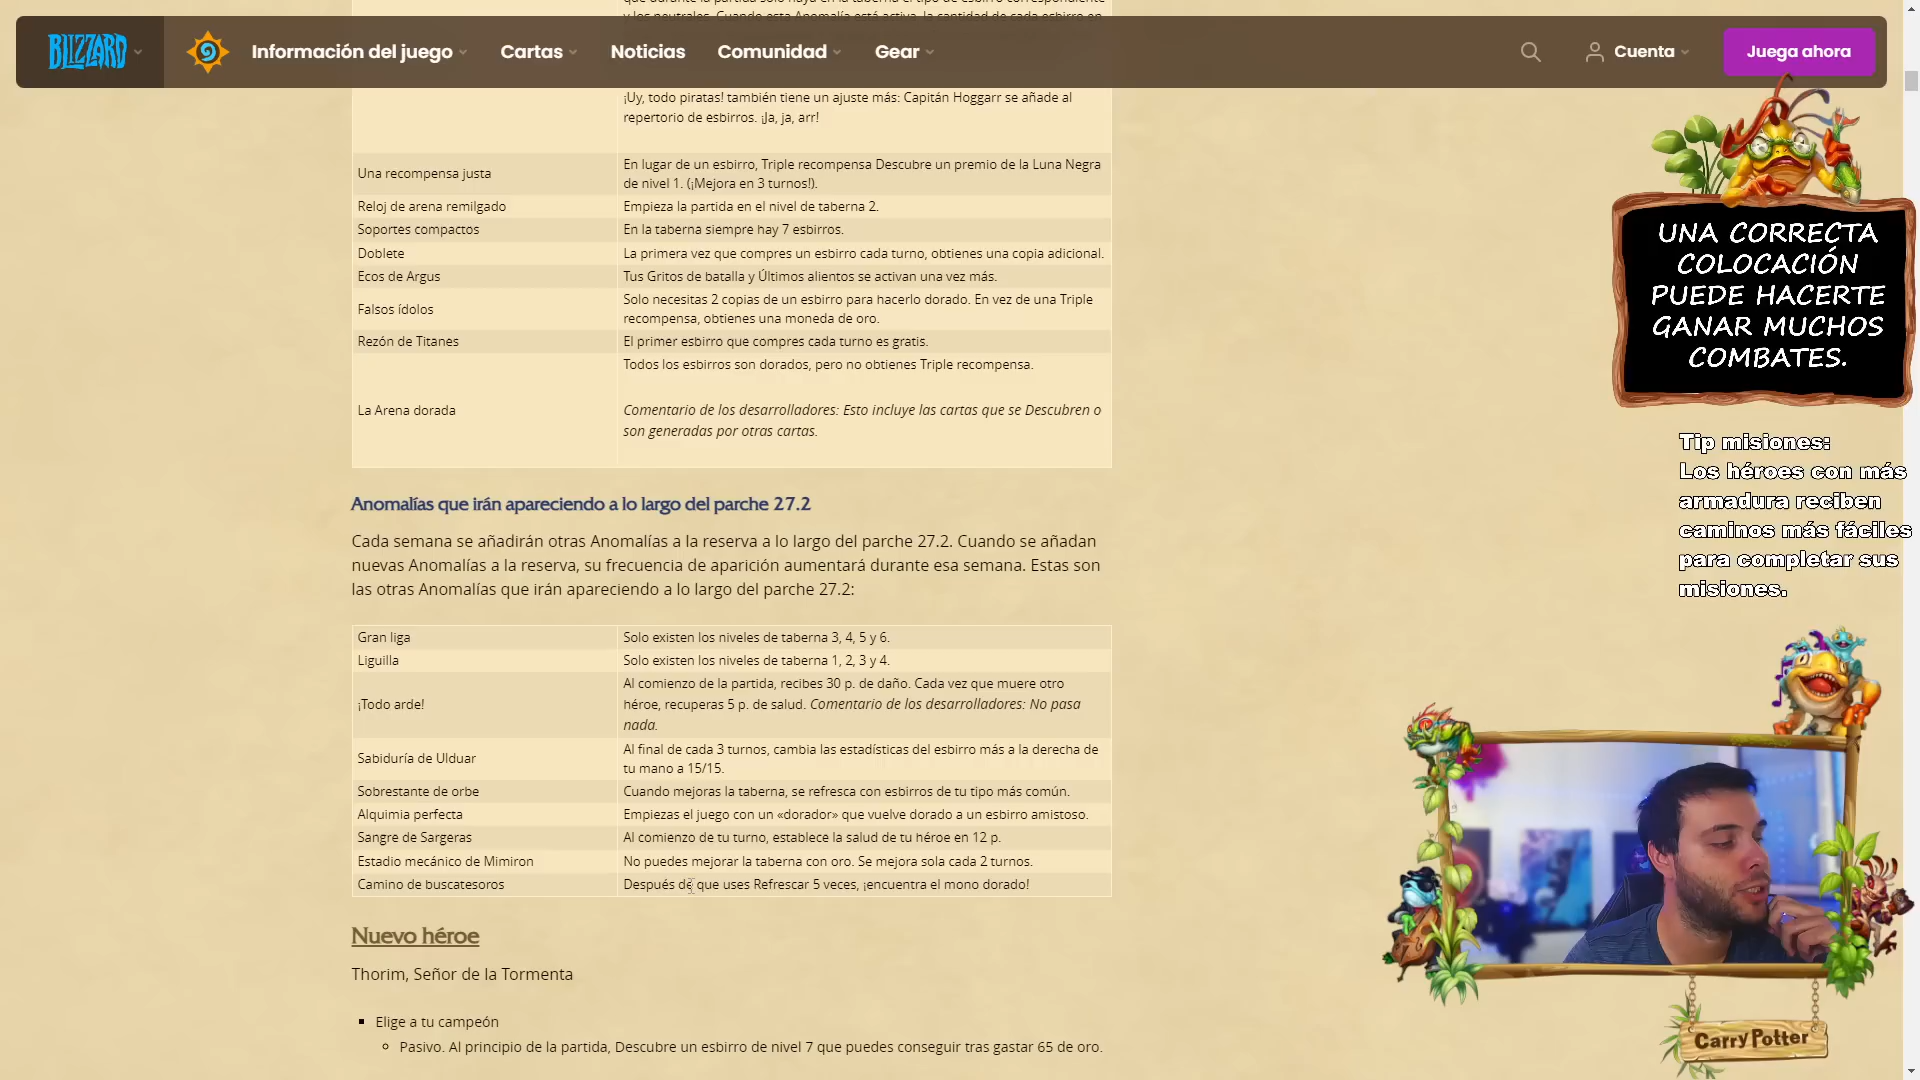 y los neutrales. Cuando esta Anomalía está activa, la cantidad de cada esbirro en
BLIZZARD
Información del juego
Cartas
Noticias
Comunidad
Gear
Cuenta
Juega ahora
¡Uy, todo piratas! también tiene un ajuste más: Capitán Hoggarr se añade al
repertorio de esbirros. ¡Ja, ja, arr!
Una recompensa justa
En lugar de un esbirro, Triple recompensa Descubre un premio de la Luna Negra
de nivel 1. (¡Mejora en 3 turnos!).
Reloj de arena remilgado
Empieza la partida en el nivel de taberna 2.
Soportes compactos
En la taberna siempre hay 7 esbirros.
Doblete
La primera vez que compres un esbirro cada turno, obtienes una copia adicional.
Ecos de Argus
Tus Gritos de batalla y Últimos alientos se activan una vez más.
Falsos ídolos
Solo necesitas 2 copias de un esbirro para hacerlo dorado. En vez de una Triple
recompensa, obtienes una moneda de oro.
Rezón de Titanes
El primer esbirro que compres cada turno es gratis.
La Arena dorada
Todos los esbirros son dorados, pero no obtienes Triple recompensa.
Comentario de los desarrolladores: Esto incluye las cartas que se Descubren o
son generadas por otras cartas.
Anomalías que irán apareciendo a lo largo del parche 27.2
Cada semana se añadirán otras Anomalías a la reserva a lo largo del parche 27.2. Cuando se añadan
nuevas Anomalías a la reserva, su frecuencia de aparición aumentará durante esa semana. Estas son
las otras Anomalías que irán apareciendo a lo largo del parche 27.2:
Gran liga
Solo existen los niveles de taberna 3, 4, 5 y 6.
Liguilla
Solo existen los niveles de taberna 1, 2, 3 y 4.
¡Todo arde!
Al comienzo de la partida, recibes 30 p. de daño. Cada vez que muere otro
héroe, recuperas 5 p. de salud. Comentario de los desarrolladores: No pasa
nada.
Sabiduría de Ulduar
Al final de cada 3 turnos, cambia las estadísticas del esbirro más a la derecha de
tu mano a 15/15.
Sobrestante de orbe
Cuando mejoras la taberna, se refresca con esbirros de tu tipo más común.
Alquimia perfecta
Empiezas el juego con un «dorador» que vuelve dorado a un esbirro amistoso.
Sangre de Sargeras
Al comienzo de tu turno, establece la salud de tu héroe en 12 p.
Estadio mecánico de Mimiron
No puedes mejorar la taberna con oro. Se mejora sola cada 2 turnos.
Camino de buscatesoros
Después de que uses Refrescar 5 veces, ¡encuentra el mono dorado!
Nuevo héroe
Thorim, Señor de la Tormenta
Elige a tu campeón
Pasivo. Al principio de la partida, Descubre un esbirro de nivel 7 que puedes conseguir tras gastar 65 de oro.
UNA CORRECTA
COLOCACIÓN
PUEDE HACERTE
GANAR MUCHOS
COMBATES.
Tip misiones:
Los héroes con más
armadura reciben
caminos más fáciles
para completar sus
misiones.
CarryPotter